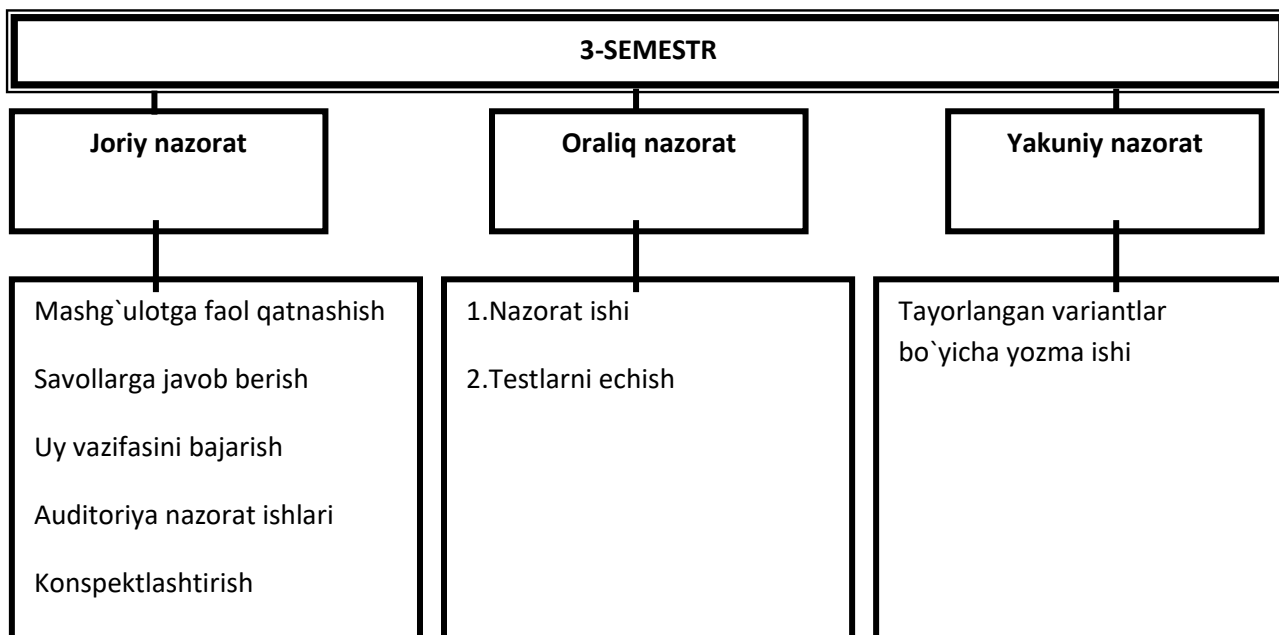 3-SEMESTR
Joriy nazorat
Oraliq nazorat
Yakuniy nazorat
Mashg`ulotga faol qatnashish
Savollarga javob berish
Uy vazifasini bajarish
Auditoriya nazorat ishlari
Konspektlashtirish
1.Nazorat ishi
2.Testlarni echish
Tayorlangan variantlar
bo`yicha yozma ishi